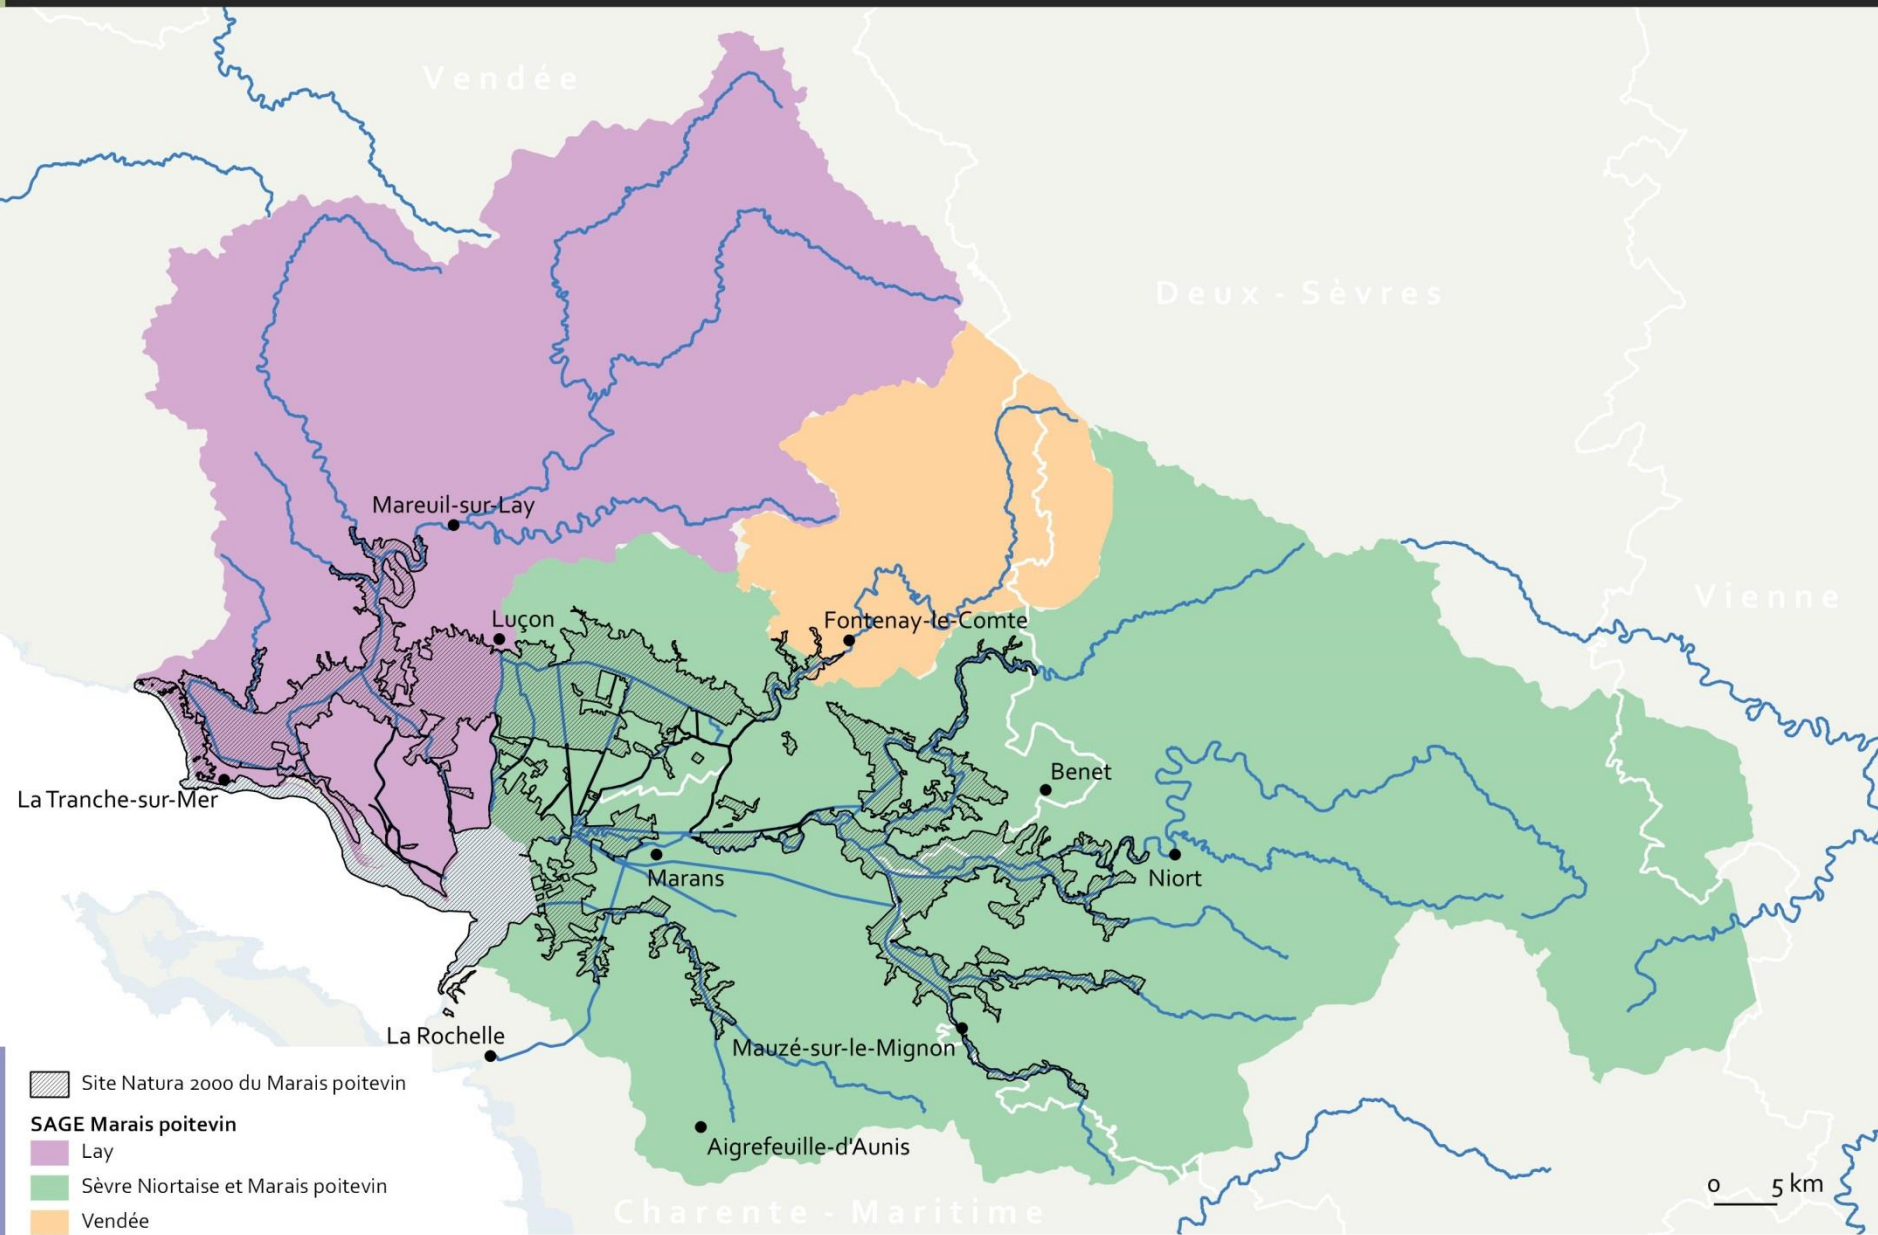 Vendée
Deux - Sèvres
Mareuil-sur-Lay
Vienne
Luçon
Fontenay-le-Comte
La Tranche-sur-Mer
Benet
Marans
Niort
La Rochelle
Mauzé-sur-le-Mignon
Aigrefeuille-d'Aunis
Charente - Maritime
0 5 km
Site Natura 2000 du Marais poitevin
SAGE Marais poitevin
Lay
Sèvre Niortaise et Marais poitevin
Vendée